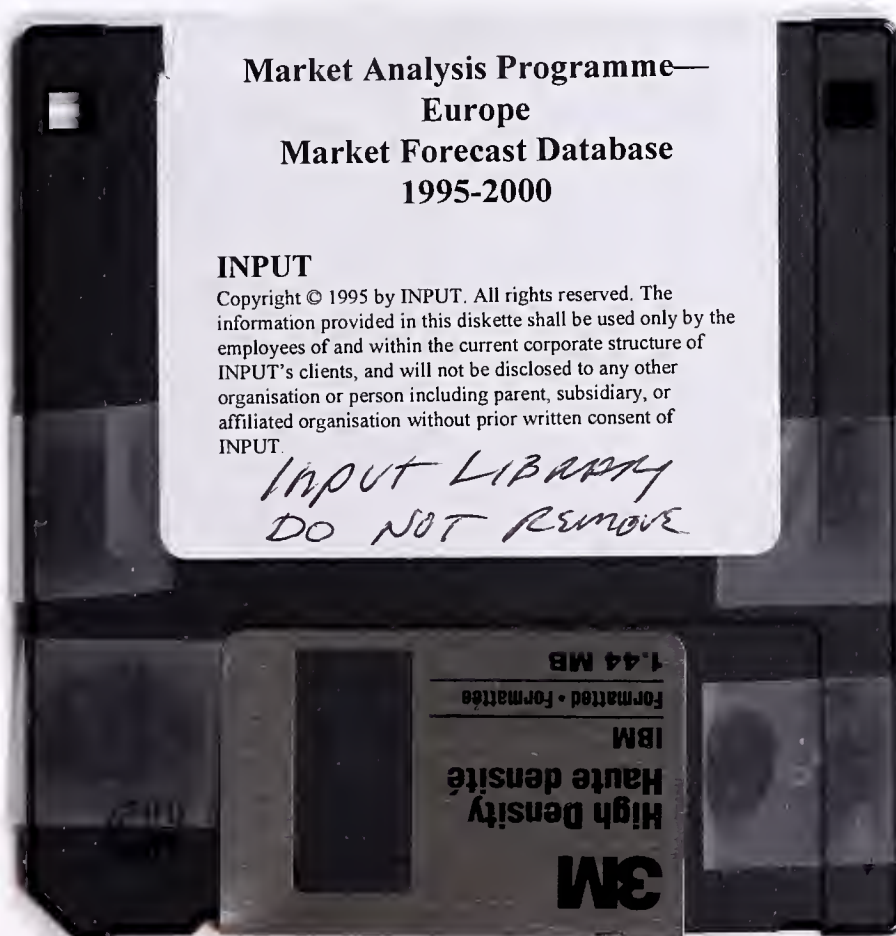 Market Analysis Programme—
Europe
Market Forecast Database
1995-2000
INPUT
Copyright © 1995 by INPUT. All rights reserved. The
information provided in this diskette shall be used only by the
employees of and within the current corporate structure of
INPUT's clients, and will not be disclosed to any other
organisation or person including parent, subsidiary, or
affiliated organisation without prior written consent of
INPUT.
INPUT LIBRARY
DO NOT REMOVE
3M
High Density
Haute densité
IBM
Formatted • Formattée
1.44 MB